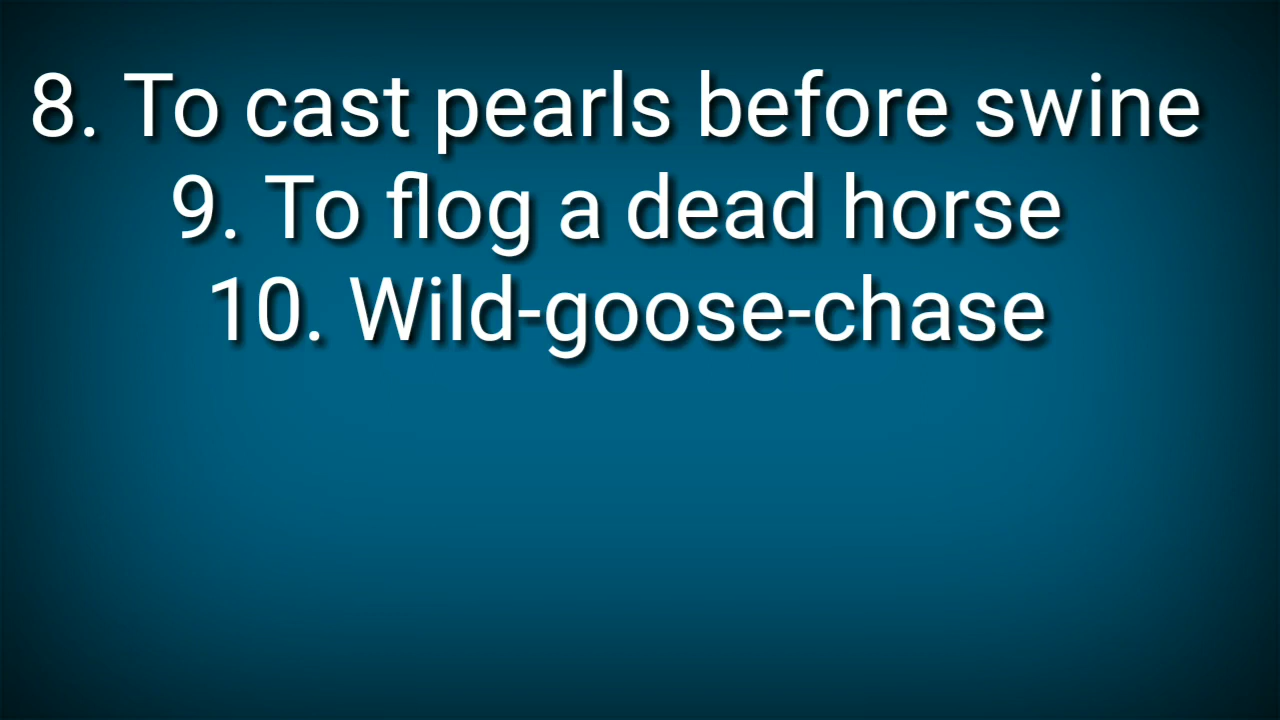 8. To cast pearls before swine
9. To flog a dead horse
10. Wild-goose-chase